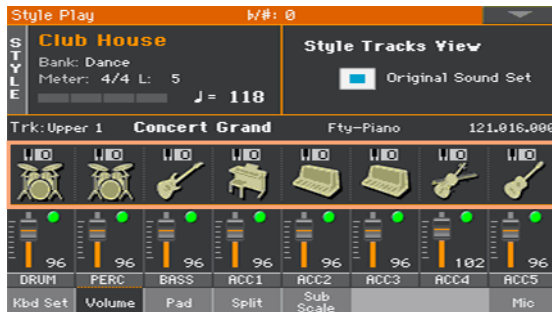 Style Play b/#: 0
STYLE
Club House
Bank: Dance
Meter: 4/4 L: 5
♩= 118
Style Tracks View
Original Sound Set
Trk: Upper 1 Concert Grand Fty-Piano 121.016.000
96 96 96 96 96 96 102 96
DRUM PERC BASS ACC1 ACC2 ACC3 ACC4 ACC5
Kbd Set Volume Pad Split Sub Scale Mic